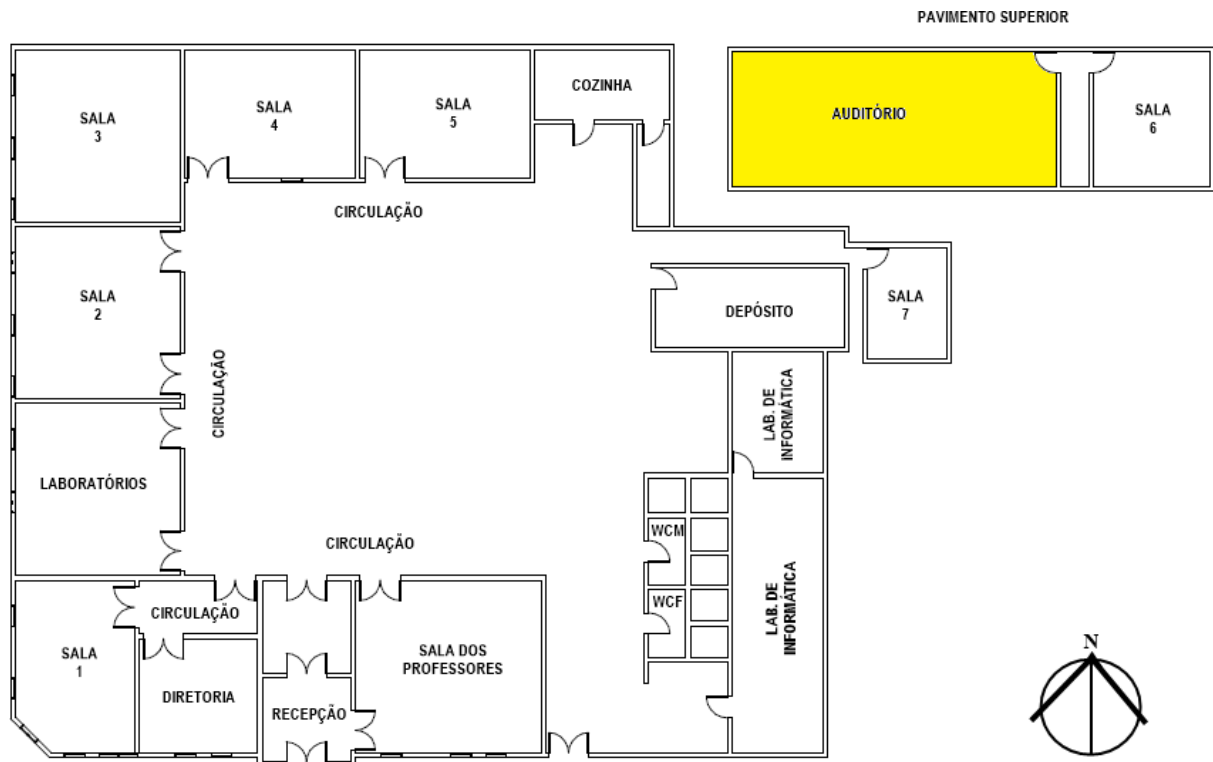 PAVIMENTO SUPERIOR
SALA
3
SALA
4
SALA
5
COZINHA
AUDITÓRIO
SALA
6
CIRCULAÇÃO
SALA
2
DEPÓSITO
SALA
7
CIRCULAÇÃO
LAB. DE
INFORMÁTICA
LABORATÓRIOS
CIRCULAÇÃO
WCM
WCF
LAB. DE
INFORMÁTICA
CIRCULAÇÃO
SALA
1
DIRETORIA
RECEPÇÃO
SALA DOS
PROFESSORES
N